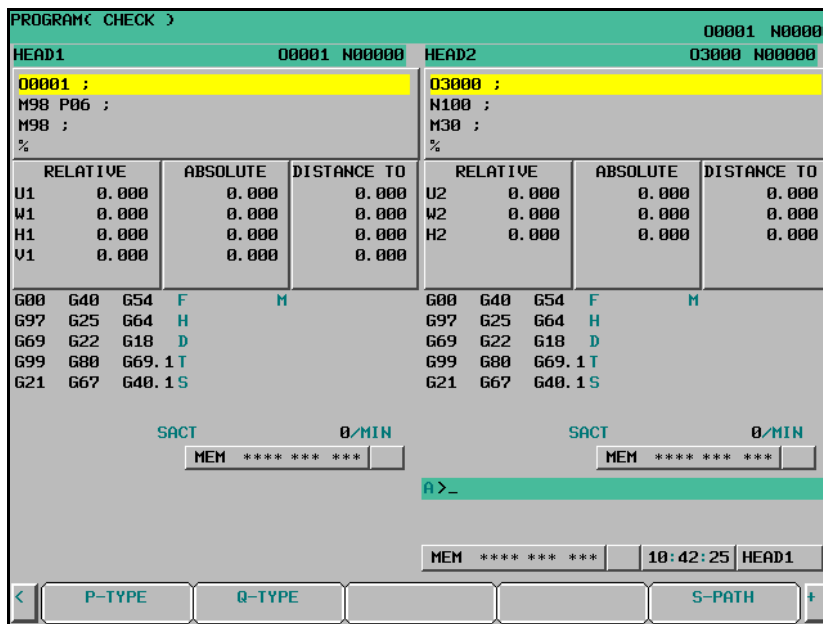 PROGRAM( CHECK )
O0001 N0000
HEAD1 O0001 N00000
O0001 ;
M98 P06 ;
M98 ;
%
RELATIVE ABSOLUTE DISTANCE TO
U1 0.000 0.000 0.000
W1 0.000 0.000 0.000
H1 0.000 0.000 0.000
V1 0.000 0.000 0.000
G00 G40 G54 F M
G97 G25 G64 H
G69 G22 G18 D
G99 G80 G69.1 T
G21 G67 G40.1 S
SACT 0/MIN
MEM **** *** ***
HEAD2 O3000 N00000
O3000 ;
N100 ;
M30 ;
%
RELATIVE ABSOLUTE DISTANCE TO
U2 0.000 0.000 0.000
W2 0.000 0.000 0.000
H2 0.000 0.000 0.000
G00 G40 G54 F M
G97 G25 G64 H
G69 G22 G18 D
G99 G80 G69.1 T
G21 G67 G40.1 S
SACT 0/MIN
MEM **** *** ***
A>_
MEM **** *** *** 10:42:25 HEAD1
< P-TYPE Q-TYPE S-PATH +